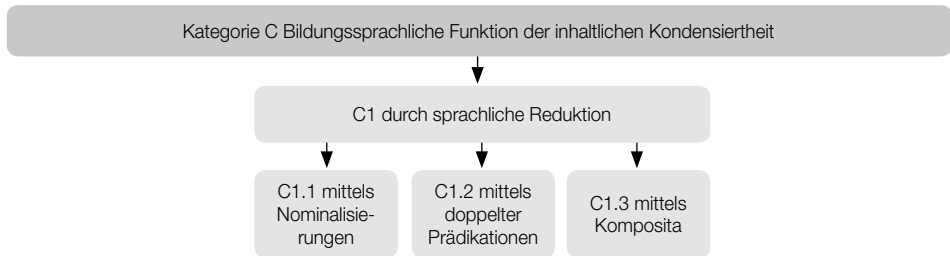 Kategorie C Bildungssprachliche Funktion der inhaltlichen Kondensiertheit
C1 durch sprachliche Reduktion
C1.1 mittels
Nominalisie-
rungen
C1.2 mittels
doppelter
Prädikationen
C1.3 mittels
Komposita